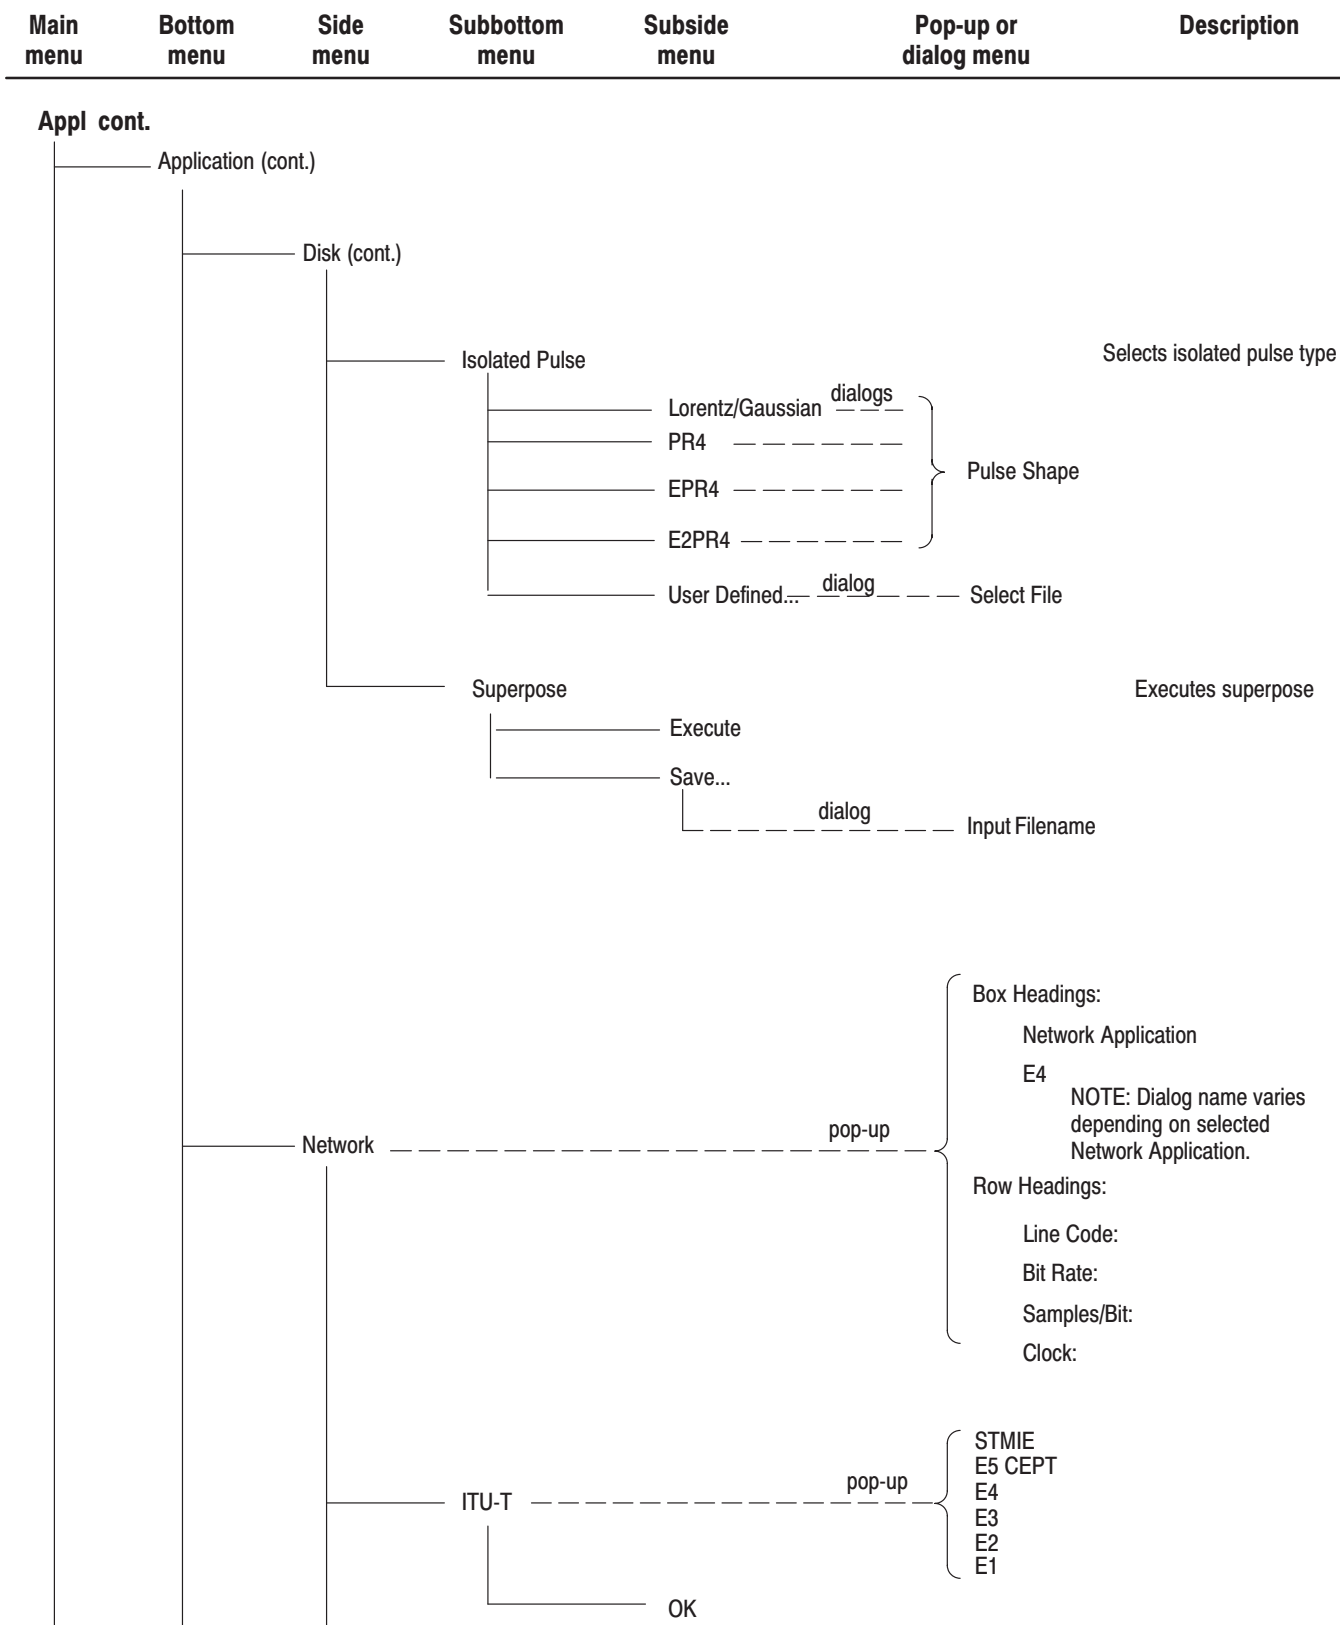 Main menu
Bottom menu
Side menu
Subbottom menu
Subside menu
Pop-up or dialog menu
Description
Appl cont.
Application (cont.)
Disk (cont.)
Isolated Pulse
Selects isolated pulse type
Lorentz/Gaussian
dialogs
PR4
EPR4
Pulse Shape
E2PR4
User Defined...
dialog
Select File
Superpose
Executes superpose
Execute
Save...
dialog
Input Filename
Box Headings:
Network Application
E4
NOTE: Dialog name varies
depending on selected
Network Application.
Network
pop-up
Row Headings:
Line Code:
Bit Rate:
Samples/Bit:
Clock:
ITU-T
pop-up
STMIE
E5 CEPT
E4
E3
E2
E1
OK